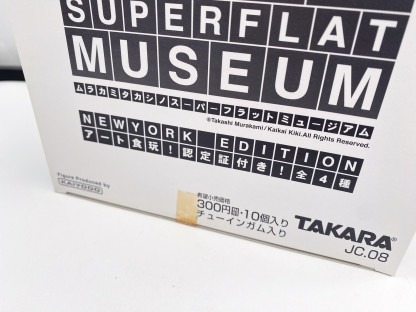 SUPERFLAT
MUSEUM
ムラカミタカシノスーパーフラットミュージアム
©Takashi Murakami/Kaikai Kiki.All Rights Reserved.
NEWYORK EDITION
アート食玩!認定証付き!全4種
Figure Produced by
KAIYODO
希望小売価格
300円・10個入り
チューインガム入り
TAKARA®
JC.08